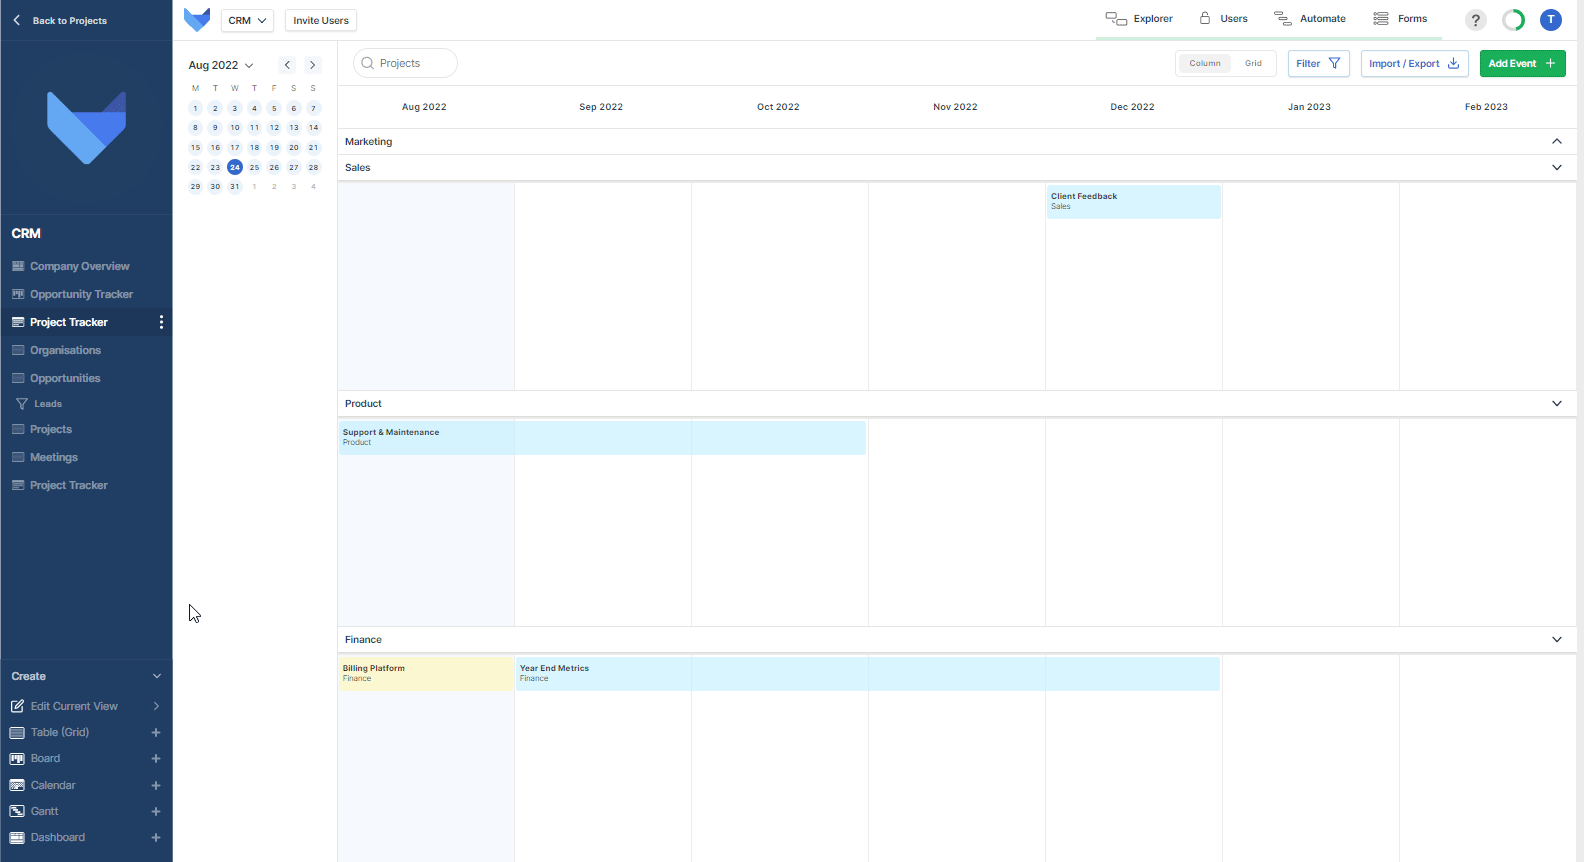 Back to Projects
CRM
Invite Users
Explorer
Users
Automate
Forms
?
T
CRM
Company Overview
Opportunity Tracker
Project Tracker
Organisations
Opportunities
Leads
Projects
Meetings
Project Tracker
Create
Edit Current View
Table (Grid)
Board
Calendar
Gantt
Dashboard
Aug 2022
M T W T F S S
1 2 3 4 5 6 7
8 9 10 11 12 13 14
15 16 17 18 19 20 21
22 23 24 25 26 27 28
29 30 31 1 2 3 4
Projects
Column Grid
Filter
Import / Export
Add Event
Aug 2022 Sep 2022 Oct 2022 Nov 2022 Dec 2022 Jan 2023 Feb 2023
Marketing
Sales
Client Feedback
Sales
Product
Support & Maintenance
Product
Finance
Billing Platform
Finance
Year End Metrics
Finance